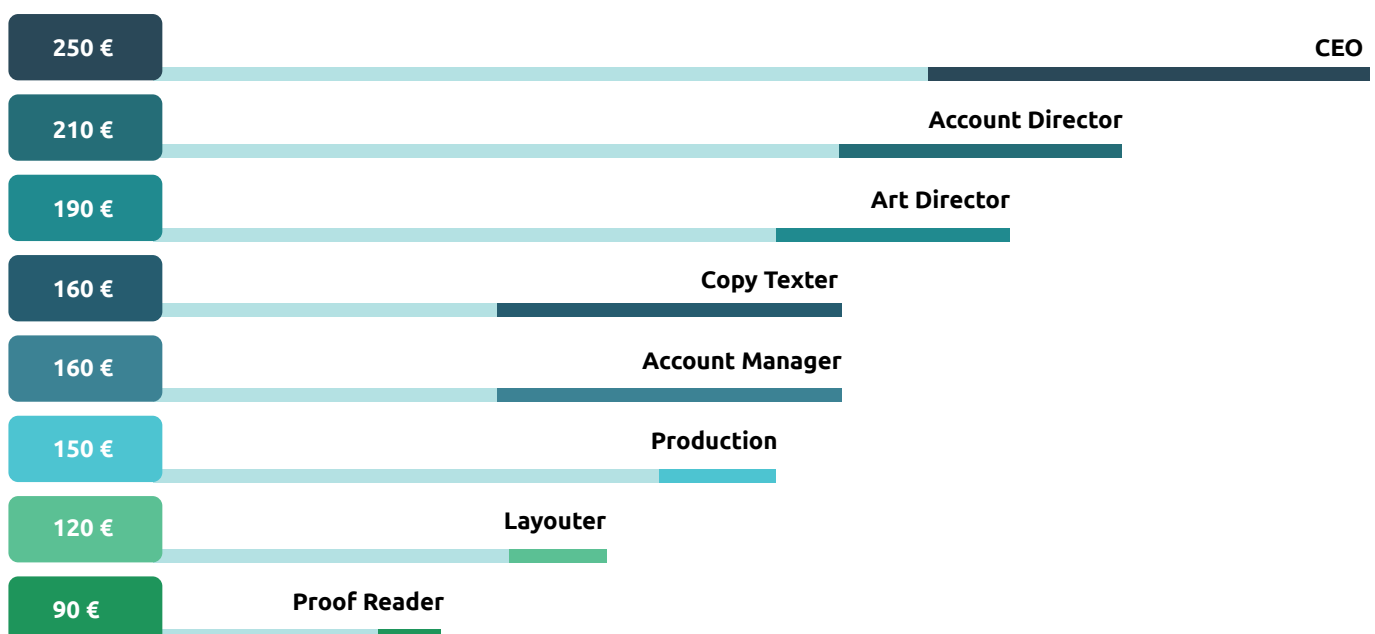 250 €
CEO
210 €
Account Director
190 €
Art Director
160 €
Copy Texter
160 €
Account Manager
150 €
Production
120 €
Layouter
90 €
Proof Reader